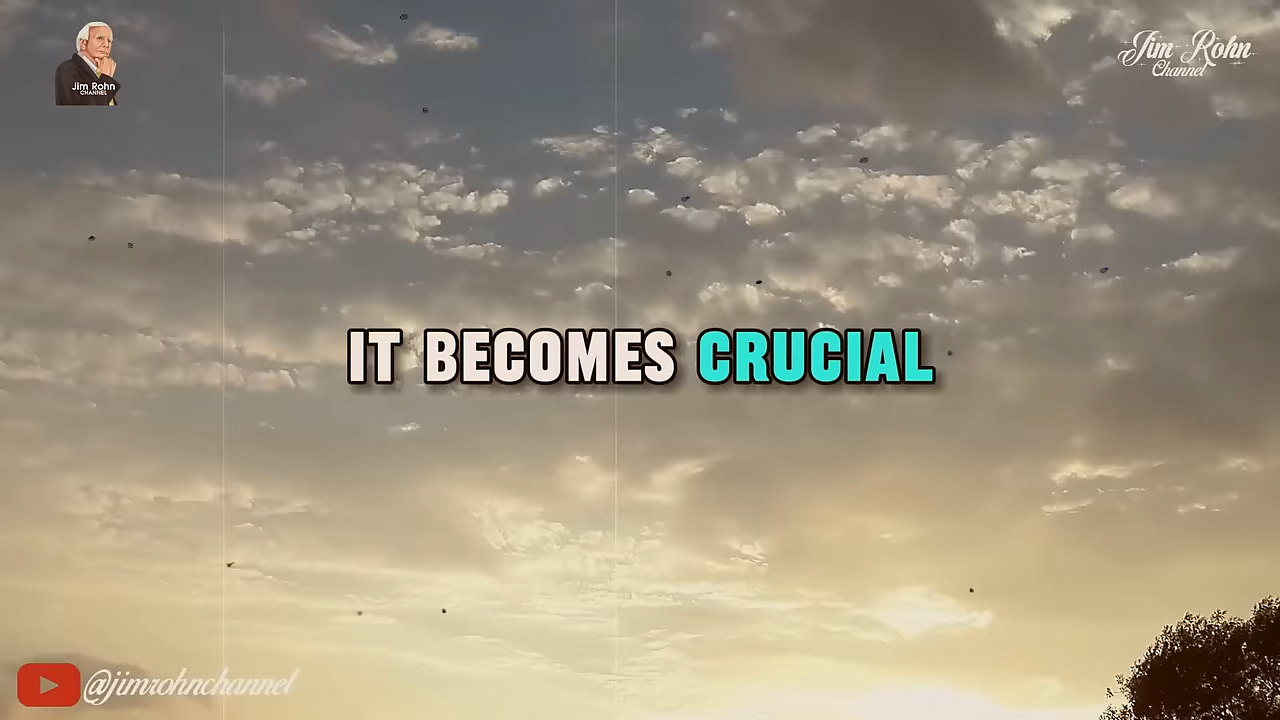 Jim Rohn
CHANNEL
Jim Rohn
Channel
IT BECOMES CRUCIAL
@jimrohnchannel